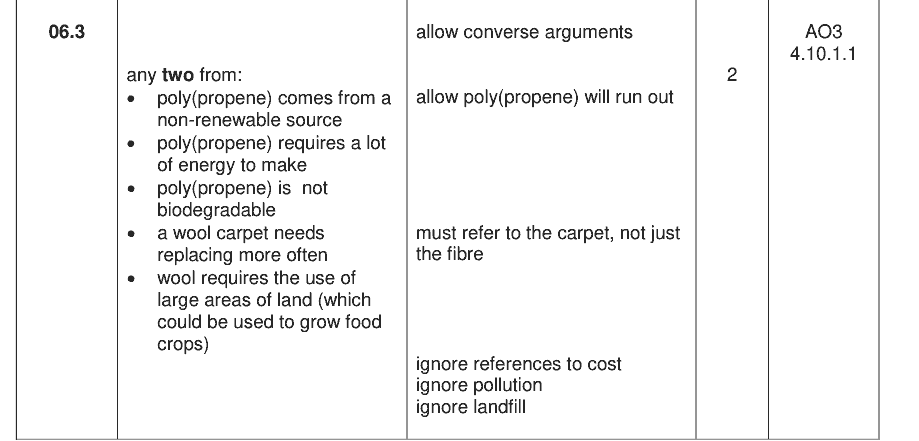 06.3
allow converse arguments
AO3
4.10.1.1
any two from:
2
• poly(propene) comes from a
non-renewable source
allow poly(propene) will run out
• poly(propene) requires a lot
of energy to make
• poly(propene) is not
biodegradable
• a wool carpet needs
replacing more often
must refer to the carpet, not just
the fibre
• wool requires the use of
large areas of land (which
could be used to grow food
crops)
ignore references to cost
ignore pollution
ignore landfill